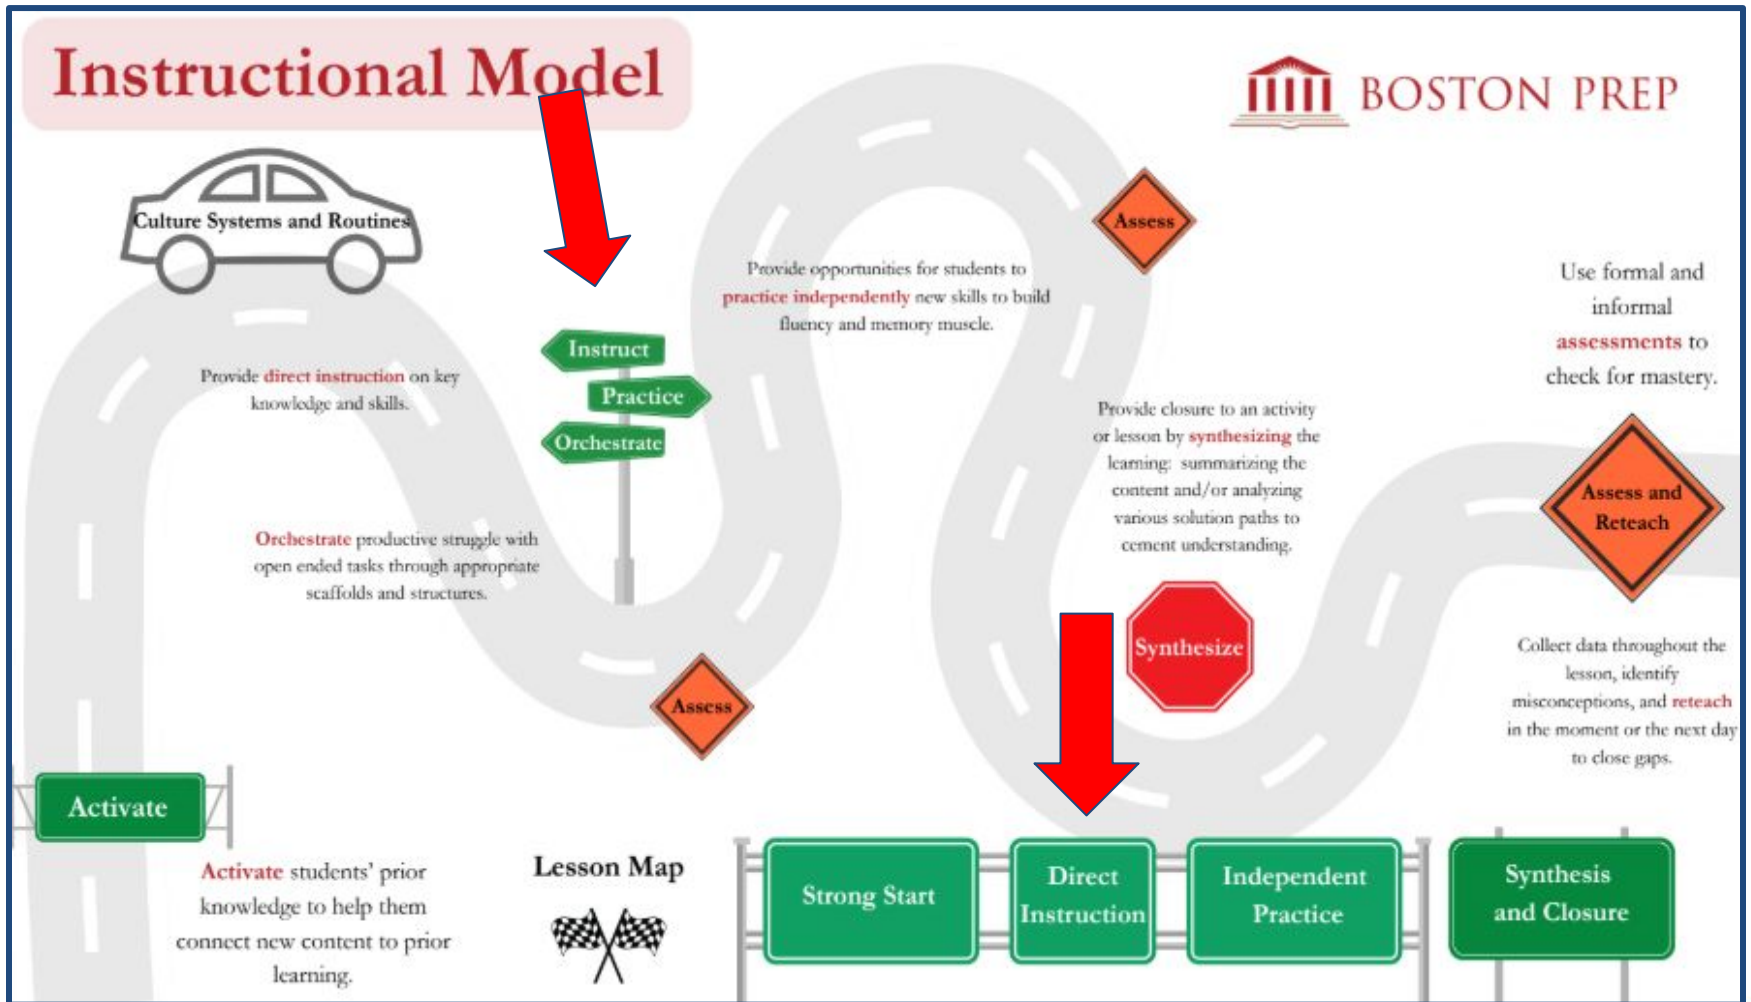 Instructional Model
BOSTON PREP
Culture Systems and Routines
Assess
Provide opportunities for students to
practice independently new skills to build
fluency and memory muscle.
Use formal and
informal
assessments to
check for mastery.
Instruct
Practice
Orchestrate
Provide direct instruction on key
knowledge and skills.
Provide closure to an activity
or lesson by synthesizing the
learning: summarizing the
content and/or analyzing
various solution paths to
cement understanding.
Assess and
Reteach
Orchestrate productive struggle with
open ended tasks through appropriate
scaffolds and structures.
Synthesize
Collect data throughout the
lesson, identify
misconceptions, and reteach
in the moment or the next day
to close gaps.
Assess
Activate
Activate students' prior
knowledge to help them
connect new content to prior
learning.
Lesson Map
Strong Start
Direct
Instruction
Independent
Practice
Synthesis
and Closure